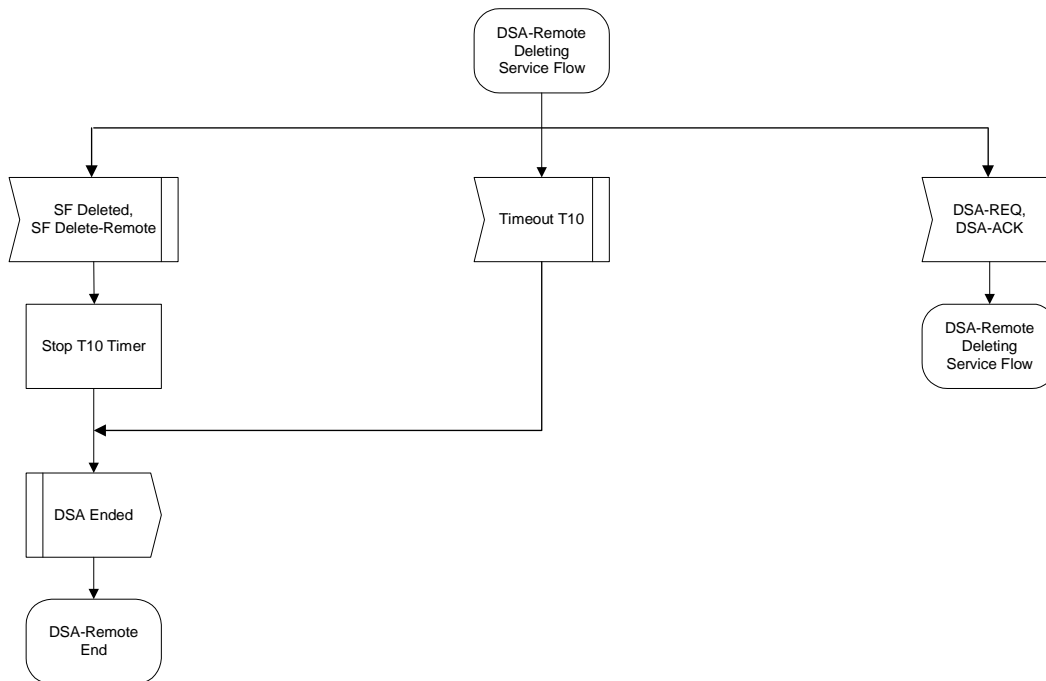 DSA-Remote
Deleting
Service Flow
SF Deleted,
SF Delete-Remote
Timeout T10
DSA-REQ,
DSA-ACK
Stop T10 Timer
DSA-Remote
Deleting
Service Flow
DSA Ended
DSA-Remote
End